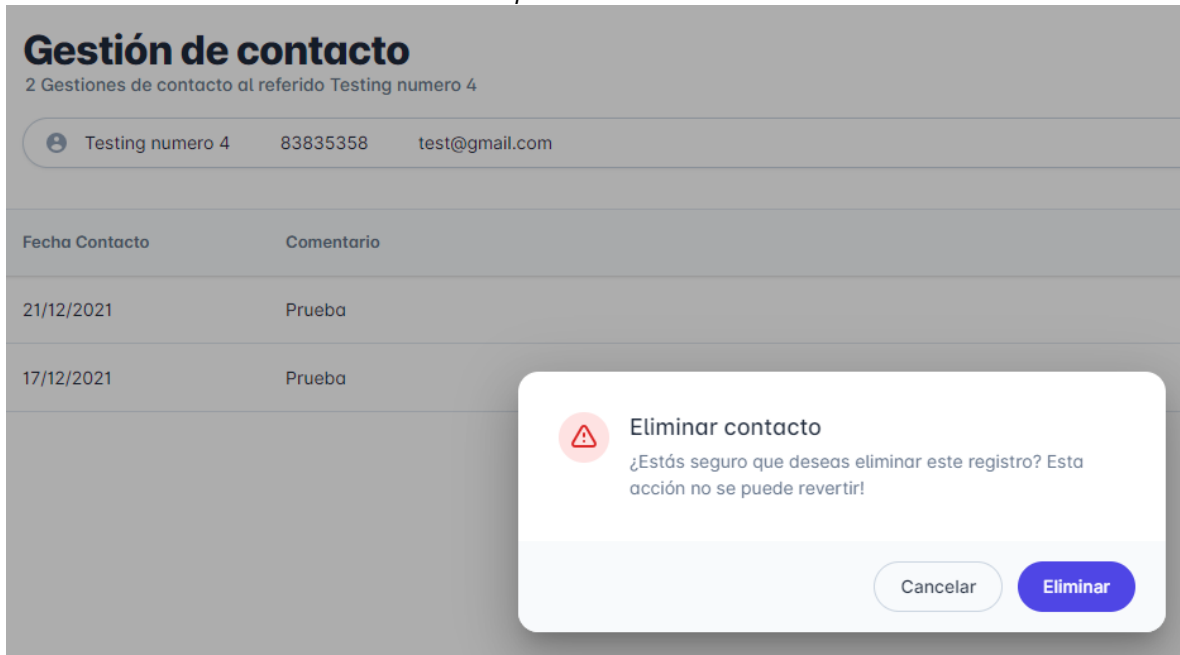 Gestión de contacto
2 Gestiones de contacto al referido Testing numero 4
Testing numero 4 83835358 test@gmail.com
Fecha Contacto Comentario
21/12/2021 Prueba
17/12/2021 Prueba
Eliminar contacto
¿Estás seguro que deseas eliminar este registro? Esta
acción no se puede revertir!
Cancelar Eliminar